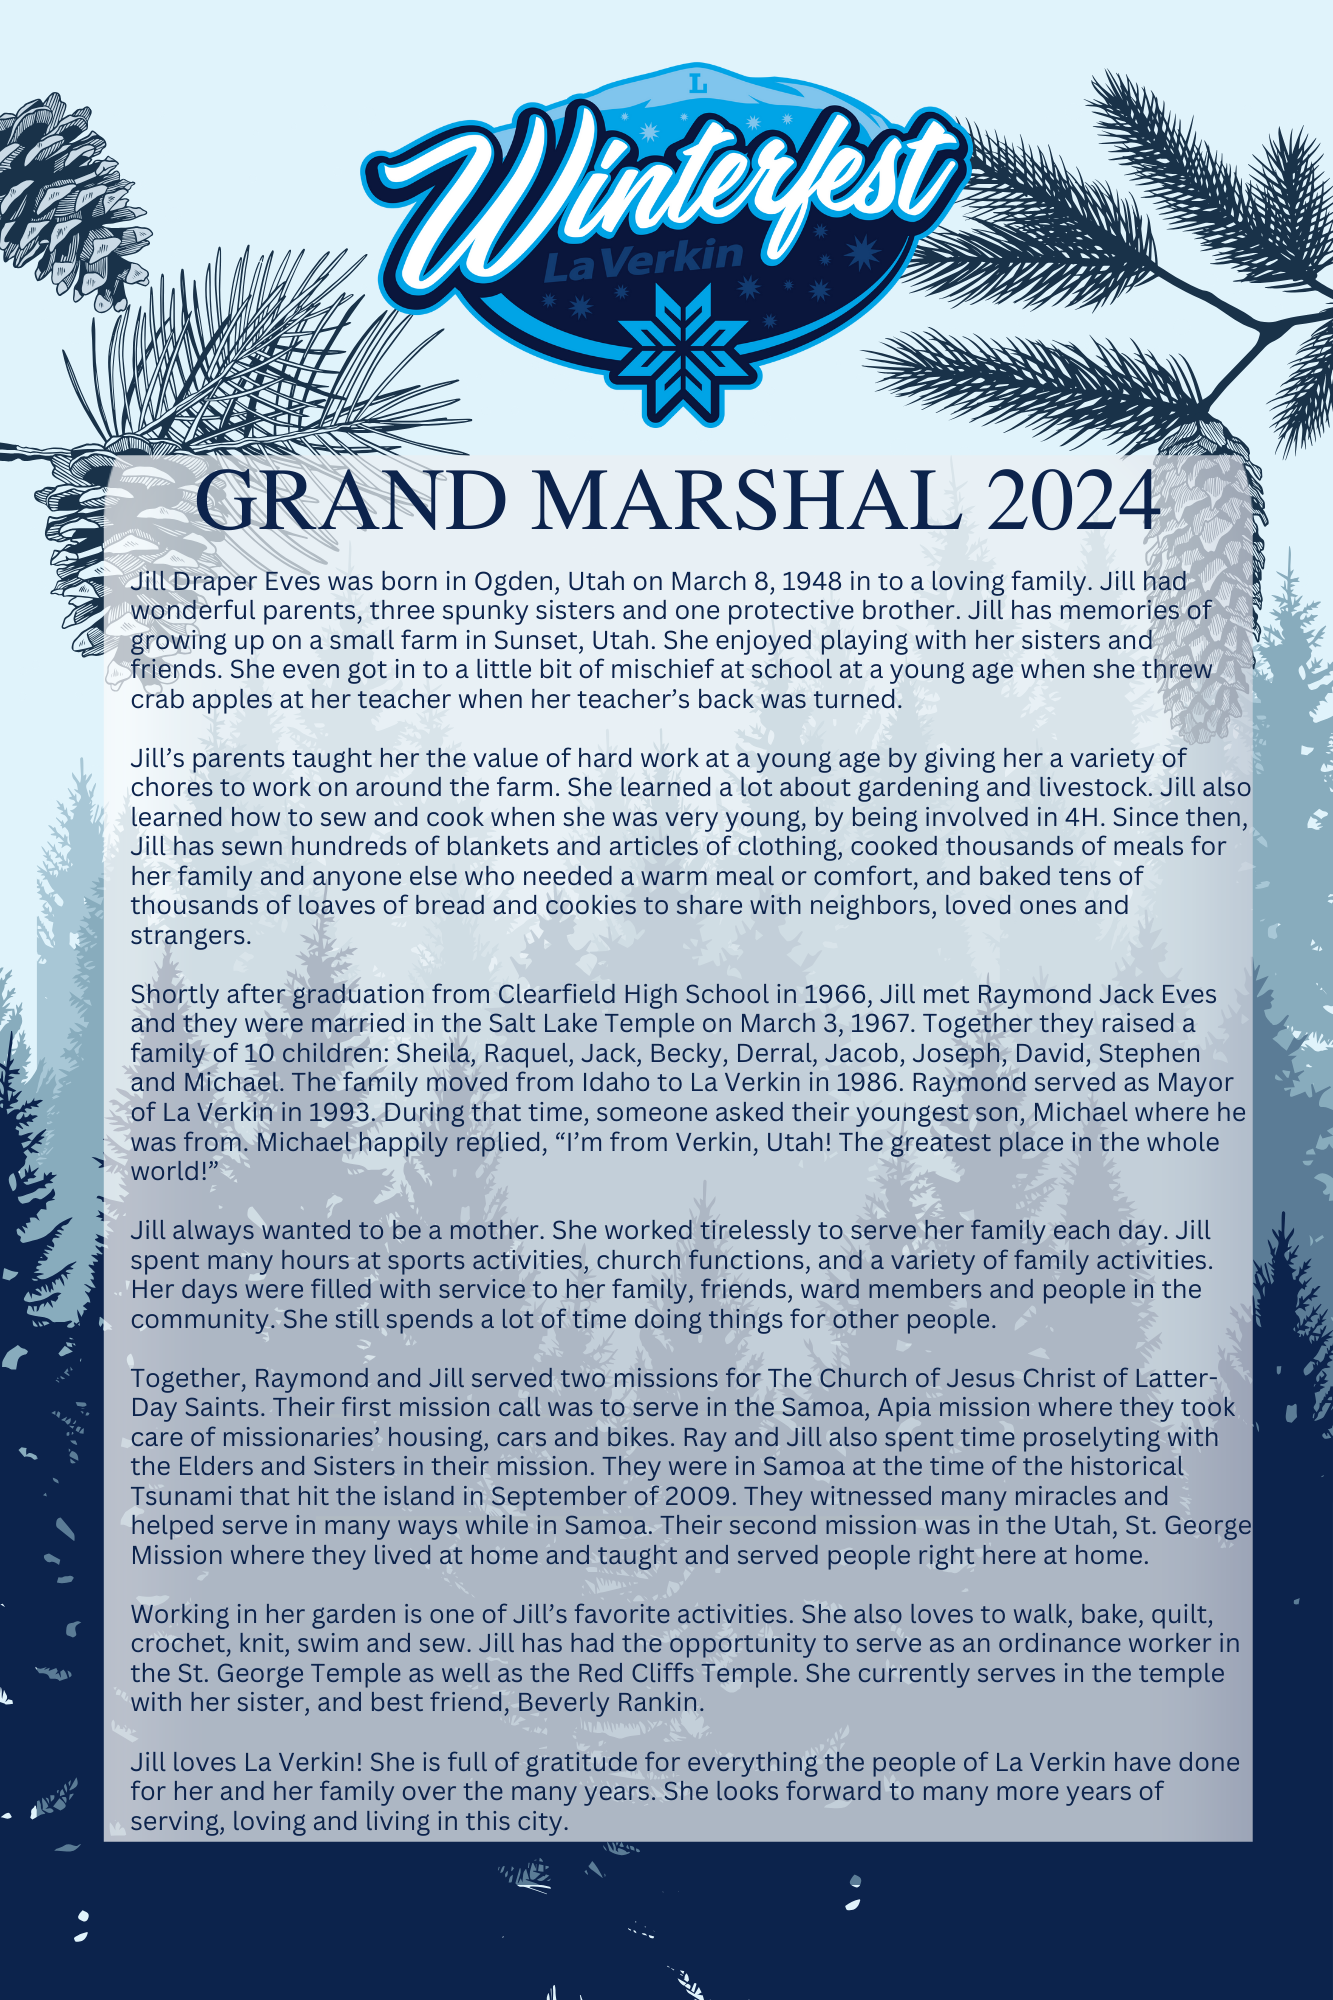 L
Winterfest
LaVerkin
GRAND MARSHAL 2024
Jill Draper Eves was born in Ogden, Utah on March 8, 1948 in to a loving family. Jill had
wonderful parents, three spunky sisters and one protective brother. Jill has memories of
growing up on a small farm in Sunset, Utah. She enjoyed playing with her sisters and
friends. She even got in to a little bit of mischief at school at a young age when she threw
crab apples at her teacher when her teacher’s back was turned.
Jill’s parents taught her the value of hard work at a young age by giving her a variety of
chores to work on around the farm. She learned a lot about gardening and livestock. Jill also
learned how to sew and cook when she was very young, by being involved in 4H. Since then,
Jill has sewn hundreds of blankets and articles of clothing, cooked thousands of meals for
her family and anyone else who needed a warm meal or comfort, and baked tens of
thousands of loaves of bread and cookies to share with neighbors, loved ones and
strangers.
Shortly after graduation from Clearfield High School in 1966, Jill met Raymond Jack Eves
and they were married in the Salt Lake Temple on March 3, 1967. Together they raised a
family of 10 children: Sheila, Raquel, Jack, Becky, Derral, Jacob, Joseph, David, Stephen
and Michael. The family moved from Idaho to La Verkin in 1986. Raymond served as Mayor
of La Verkin in 1993. During that time, someone asked their youngest son, Michael where he
was from. Michael happily replied, “I’m from Verkin, Utah! The greatest place in the whole
world!”
Jill always wanted to be a mother. She worked tirelessly to serve her family each day. Jill
spent many hours at sports activities, church functions, and a variety of family activities.
Her days were filled with service to her family, friends, ward members and people in the
community. She still spends a lot of time doing things for other people.
Together, Raymond and Jill served two missions for The Church of Jesus Christ of Latter-
Day Saints. Their first mission call was to serve in the Samoa, Apia mission where they took
care of missionaries’ housing, cars and bikes. Ray and Jill also spent time proselyting with
the Elders and Sisters in their mission. They were in Samoa at the time of the historical
Tsunami that hit the island in September of 2009. They witnessed many miracles and
helped serve in many ways while in Samoa. Their second mission was in the Utah, St. George
Mission where they lived at home and taught and served people right here at home.
Working in her garden is one of Jill’s favorite activities. She also loves to walk, bake, quilt,
crochet, knit, swim and sew. Jill has had the opportunity to serve as an ordinance worker in
the St. George Temple as well as the Red Cliffs Temple. She currently serves in the temple
with her sister, and best friend, Beverly Rankin.
Jill loves La Verkin! She is full of gratitude for everything the people of La Verkin have done
for her and her family over the many years. She looks forward to many more years of
serving, loving and living in this city.